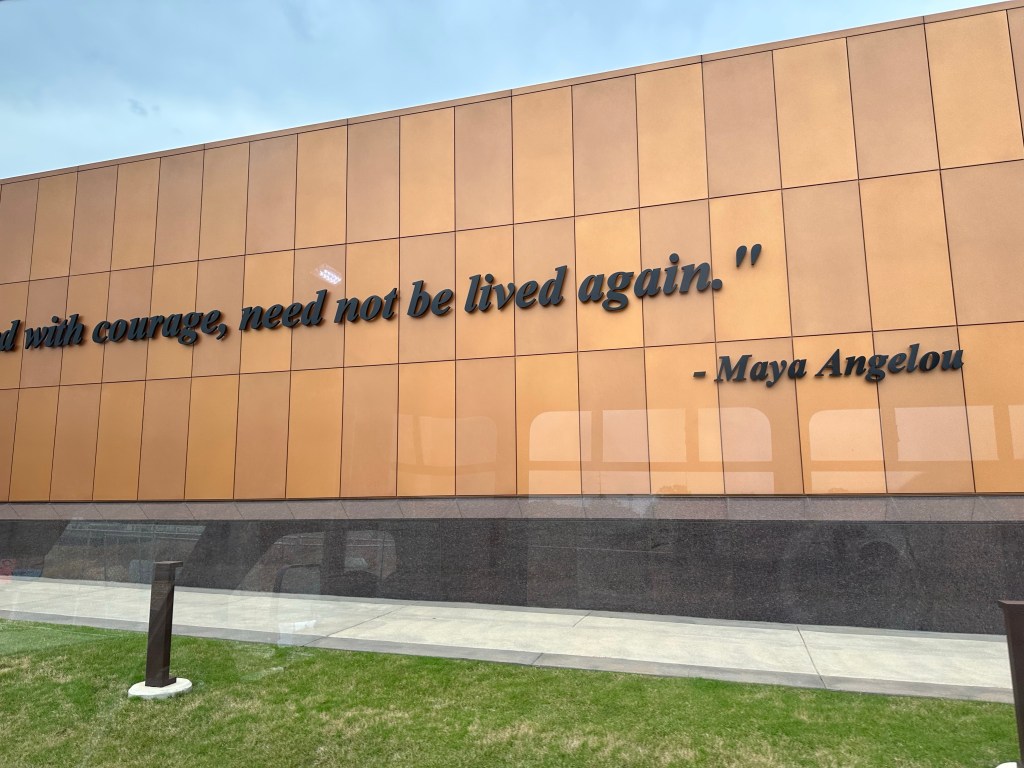 with courage, need not be lived again."
- Maya Angelou